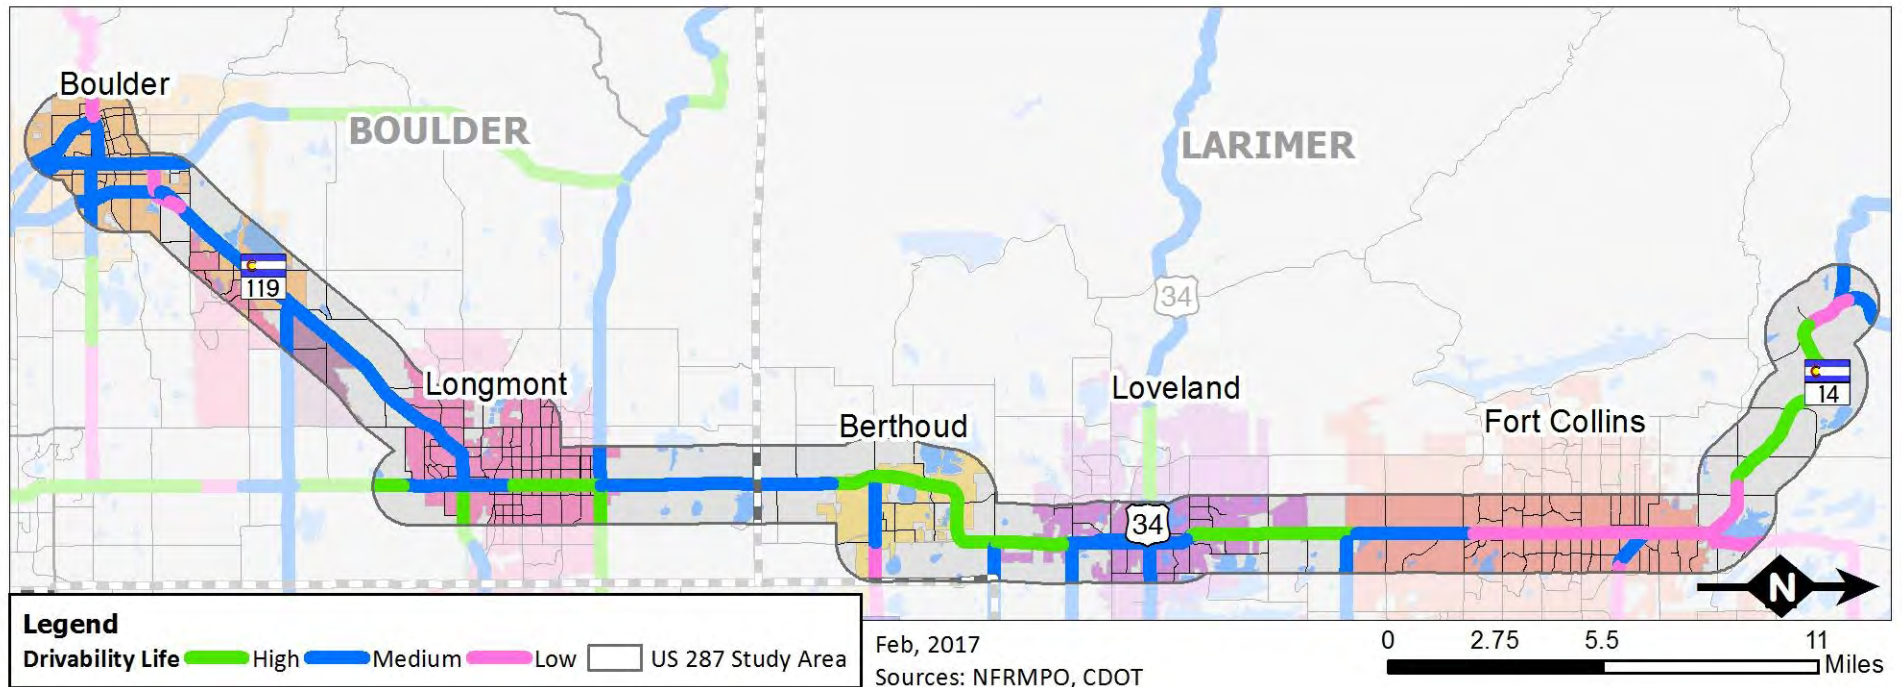 Boulder
BOULDER
LARIMER
119
34
Longmont
Loveland
14
Berthoud
Fort Collins
34
N
Legend
Drivability Life High Medium Low US 287 Study Area
Feb, 2017
Sources: NFRMPO, CDOT
0 2.75 5.5 11
Miles